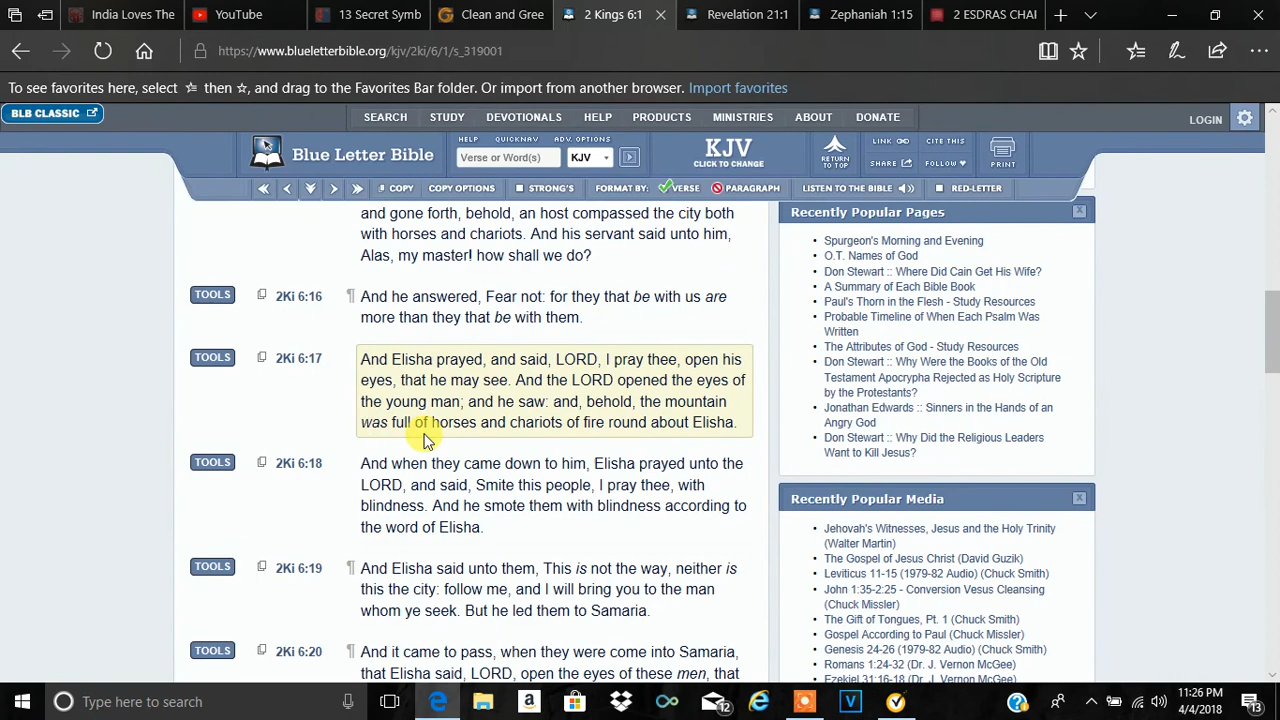 India Loves The
YouTube
13 Secret Symb
Clean and Gree
2 Kings 6:1
Revelation 21:1
Zephaniah 1:15
2 ESDRAS CHAI
https://www.blueletterbible.org/kjv/2ki/6/1/s_319001
To see favorites here, select then, and drag to the Favorites Bar folder. Or import from another browser. Import favorites
BLB CLASSIC
SEARCH STUDY DEVOTIONALS HELP PRODUCTS MINISTRIES ABOUT DONATE
LOGIN
Blue Letter Bible
HELP QUICKNAV ADV. OPTIONS
Verse or Word(s) KJV
KJV
CLICK TO CHANGE
RETURN
TO TOP
LINK CITE THIS
SHARE FOLLOW
PRINT
COPY COPY OPTIONS STRONG'S FORMAT BY: VERSE PARAGRAPH LISTEN TO THE BIBLE RED-LETTER
and gone forth, behold, an host compassed the city both
with horses and chariots. And his servant said unto him,
Alas, my master! how shall we do?
TOOLS 2Ki 6:16 ¶ And he answered, Fear not: for they that be with us are
more than they that be with them.
TOOLS 2Ki 6:17 And Elisha prayed, and said, LORD, I pray thee, open his
eyes, that he may see. And the LORD opened the eyes of
the young man; and he saw: and, behold, the mountain
was full of horses and chariots of fire round about Elisha.
TOOLS 2Ki 6:18 And when they came down to him, Elisha prayed unto the
LORD, and said, Smite this people, I pray thee, with
blindness. And he smote them with blindness according to
the word of Elisha.
TOOLS 2Ki 6:19 ¶ And Elisha said unto them, This is not the way, neither is
this the city: follow me, and I will bring you to the man
whom ye seek. But he led them to Samaria.
TOOLS 2Ki 6:20 ¶ And it came to pass, when they were come into Samaria,
that Elisha said, LORD, open the eyes of these men, that
Recently Popular Pages
Spurgeon's Morning and Evening
O.T. Names of God
Don Stewart :: Where Did Cain Get His Wife?
A Summary of Each Bible Book
Paul's Thorn in the Flesh - Study Resources
Probable Timeline of When Each Psalm Was
Written
The Attributes of God - Study Resources
Don Stewart :: Why Were the Books of the Old
Testament Apocrypha Rejected as Holy Scripture
by the Protestants?
Jonathan Edwards :: Sinners in the Hands of an
Angry God
Don Stewart :: Why Did the Religious Leaders
Want to Kill Jesus?
Recently Popular Media
Jehovah's Witnesses, Jesus and the Holy Trinity
(Walter Martin)
The Gospel of Jesus Christ (David Guzik)
Leviticus 11-15 (1979-82 Audio) (Chuck Smith)
John 1:35-2:25 - Conversion Vesus Cleansing
(Chuck Missler)
The Gift of Tongues, Pt. 1 (Chuck Smith)
Gospel According to Paul (Chuck Missler)
Genesis 24-26 (1979-82 Audio) (Chuck Smith)
Romans 1:24-32 (Dr. J. Vernon McGee)
Ezekiel 31:16-18 (Dr. J. Vernon McGee)
Type here to search
12
11:26 PM
4/4/2018
13